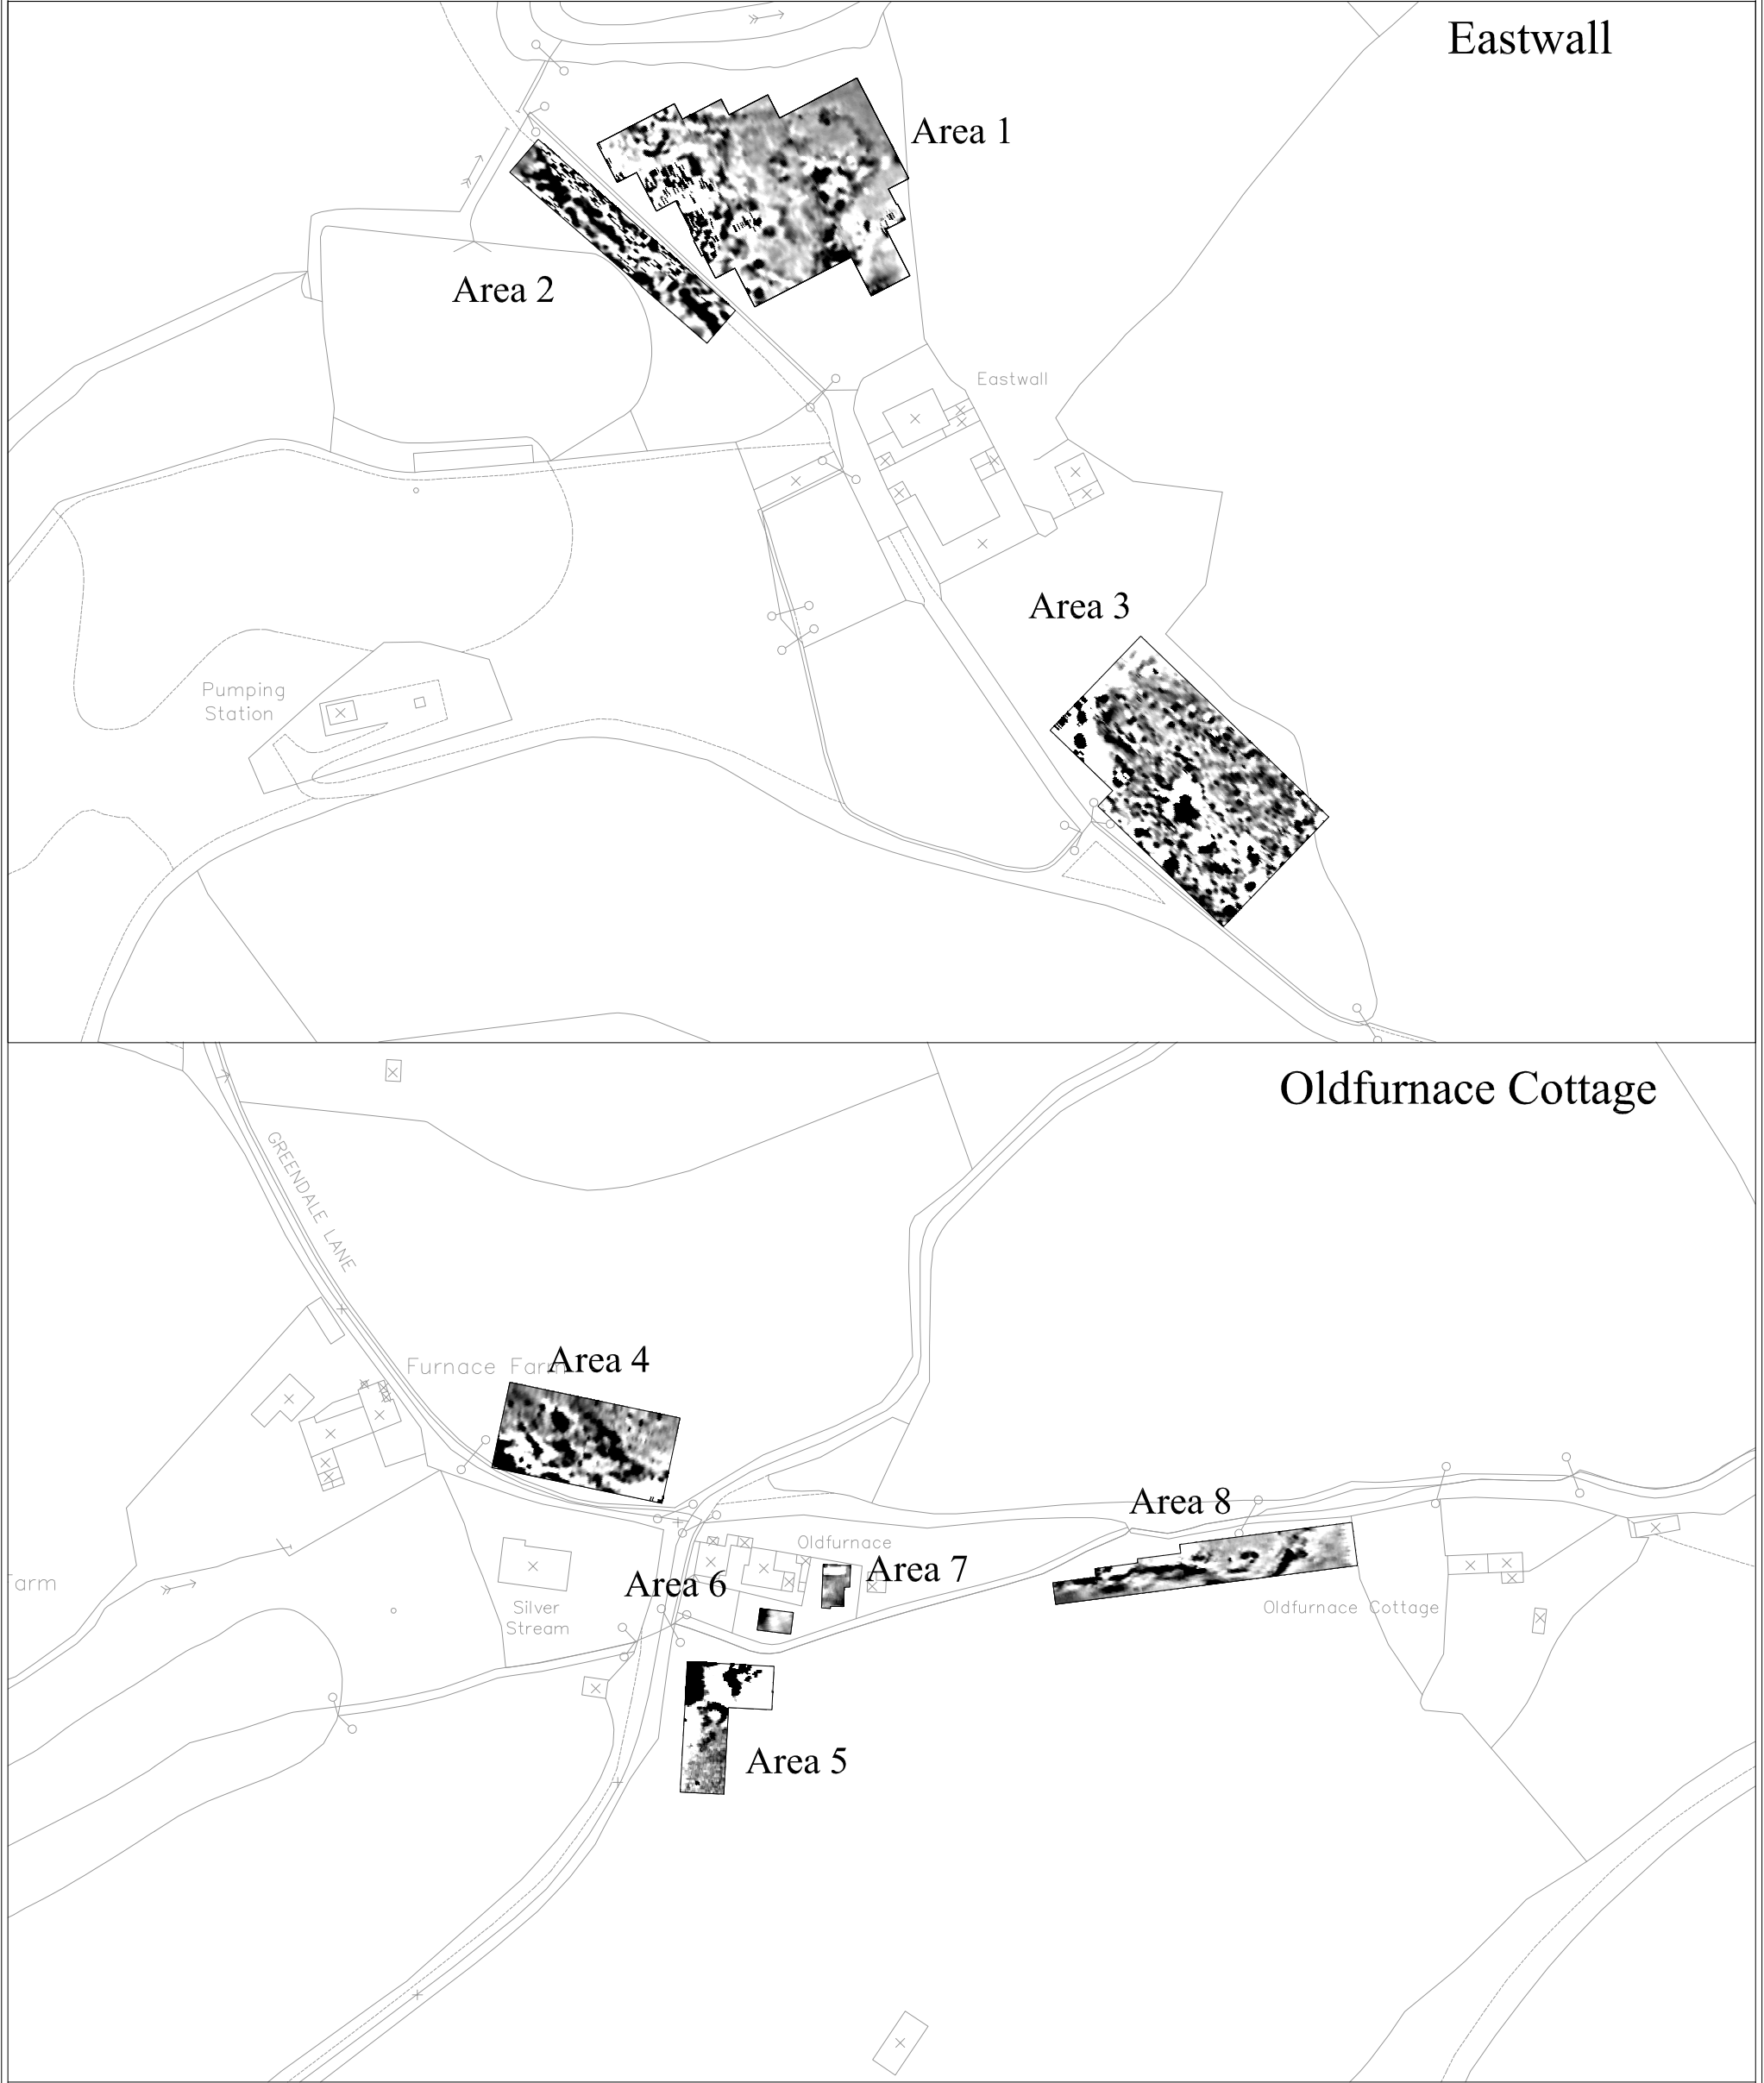 Eastwall
Area 1
Area 2
Eastwall
Area 3
Pumping
Station
Oldfurnace Cottage
GREENDALE LANE
Furnace Farm
Area 4
Area 8
Oldfurnace
Area 7
Area 6
arm
Silver
Stream
Oldfurnace Cottage
Area 5